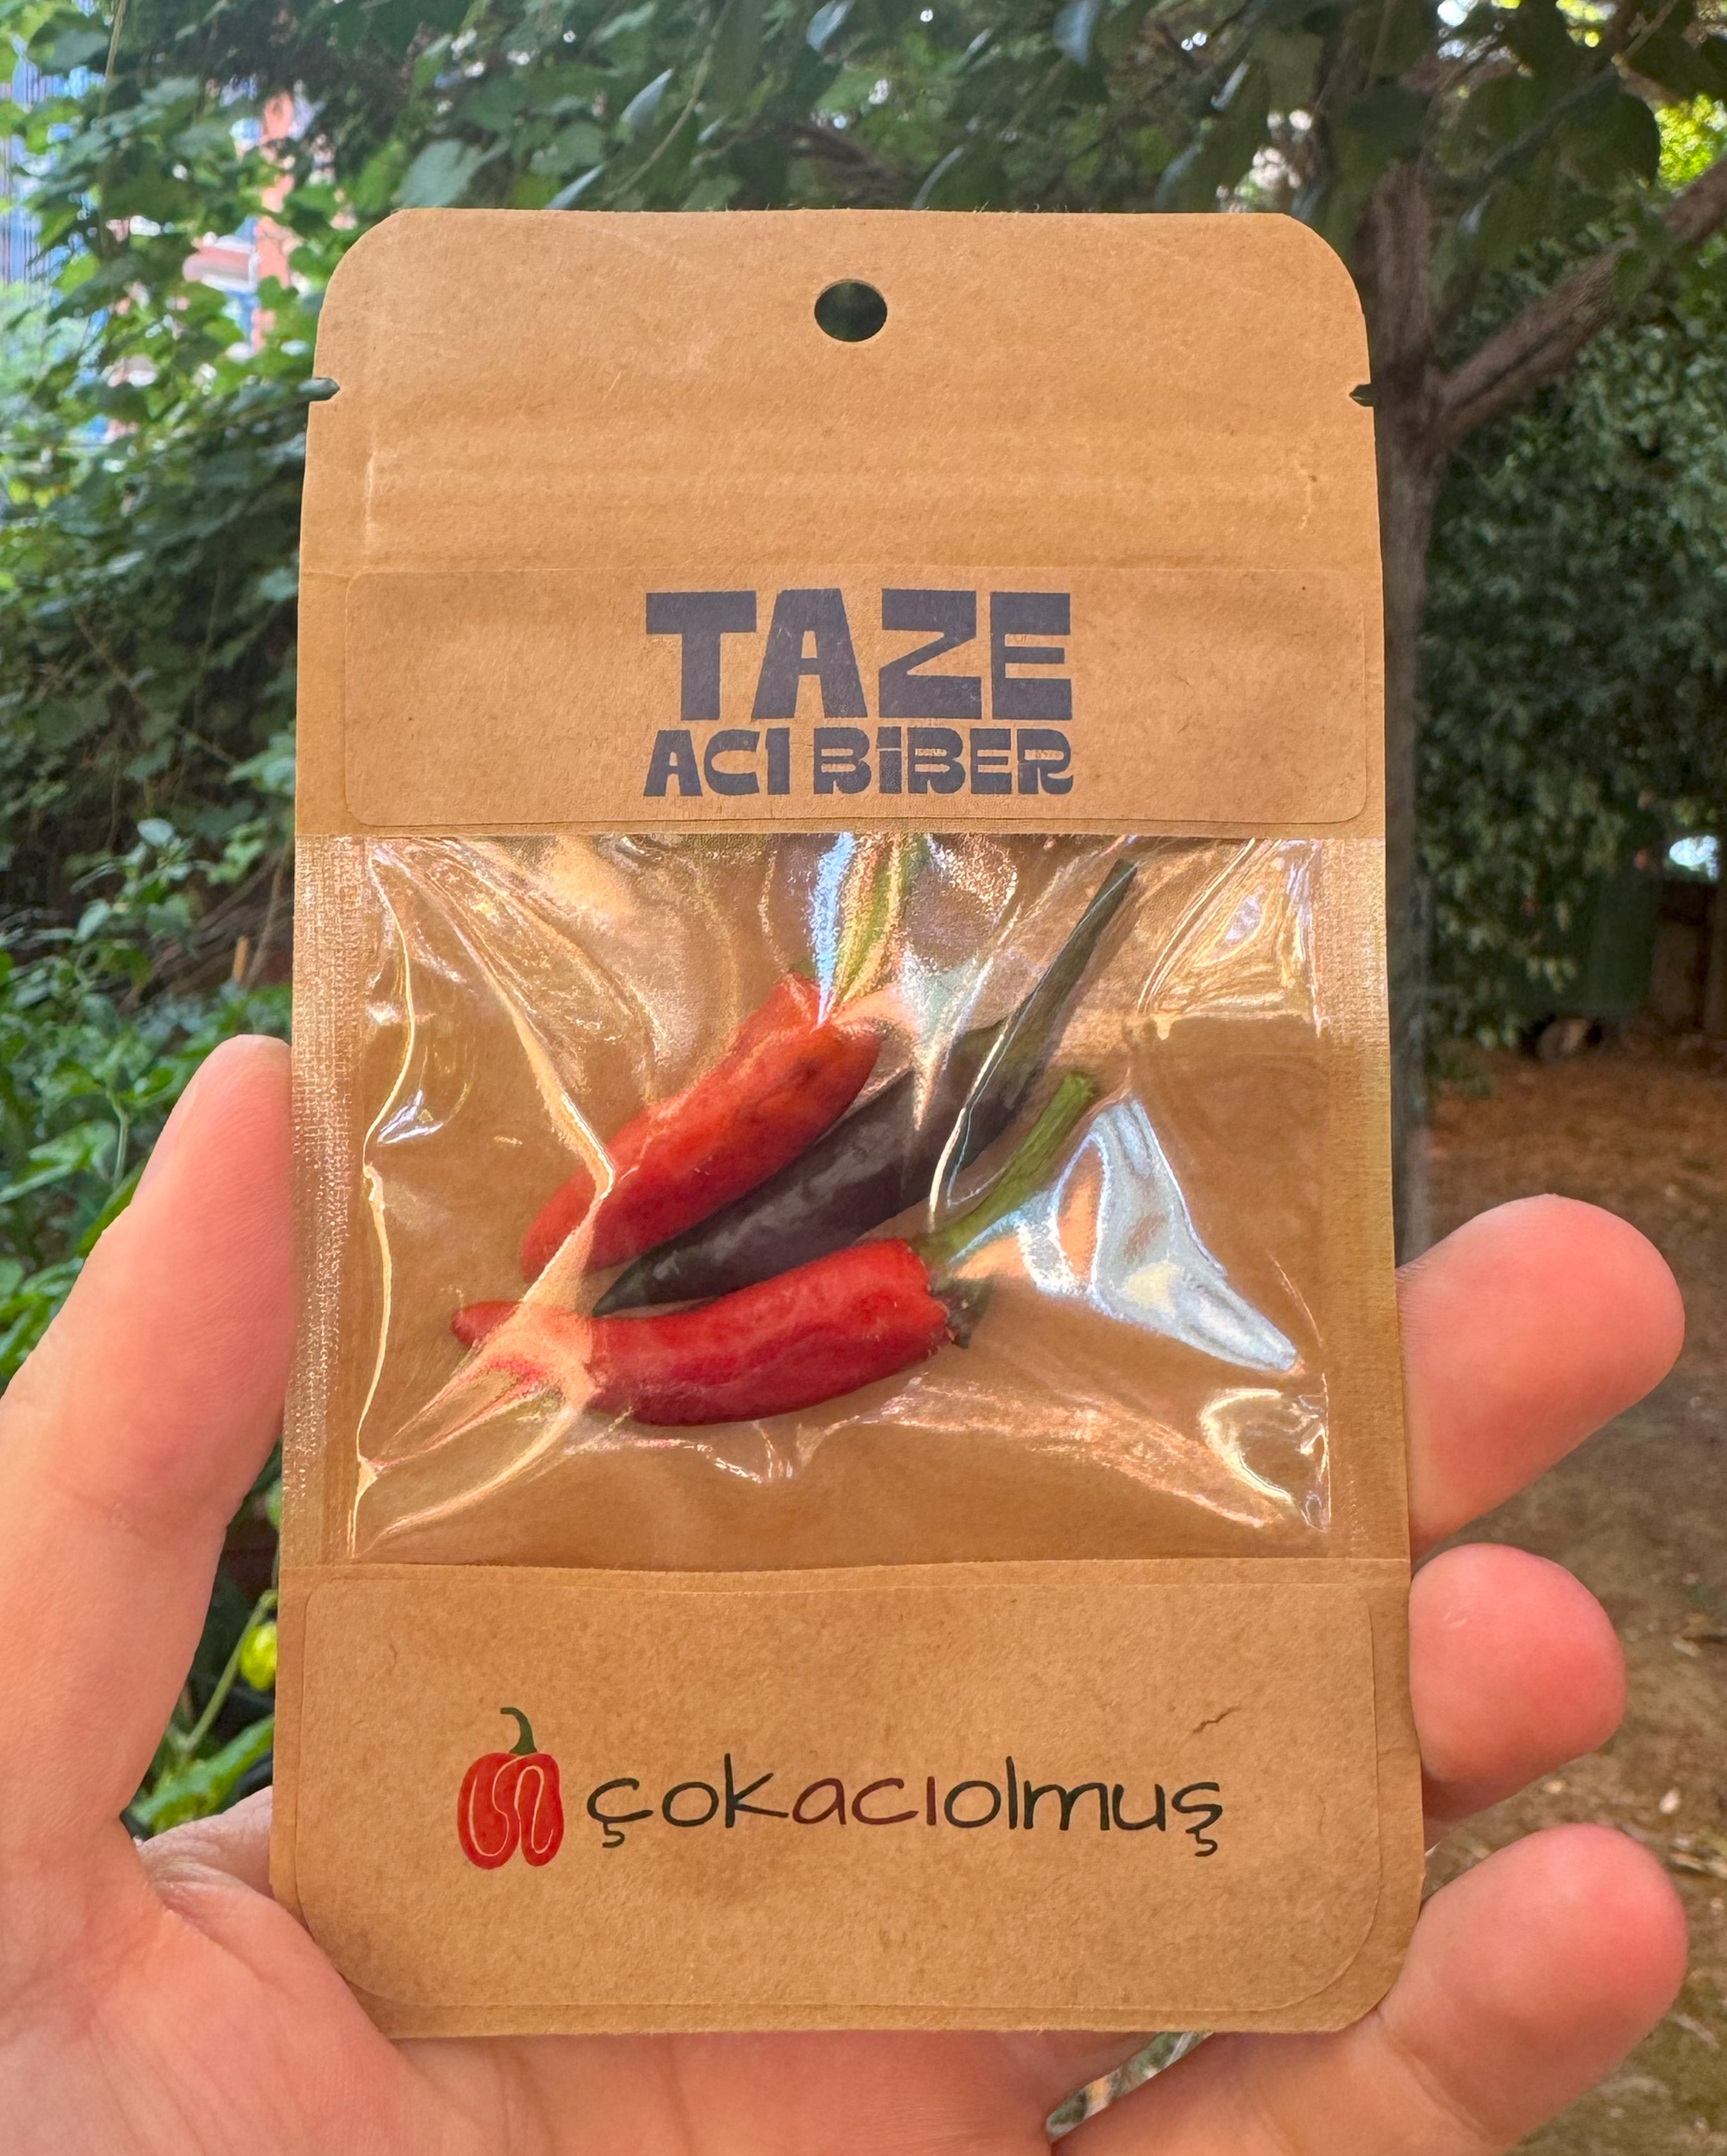 TAZE
ACI BİBER
çokacıolmuş